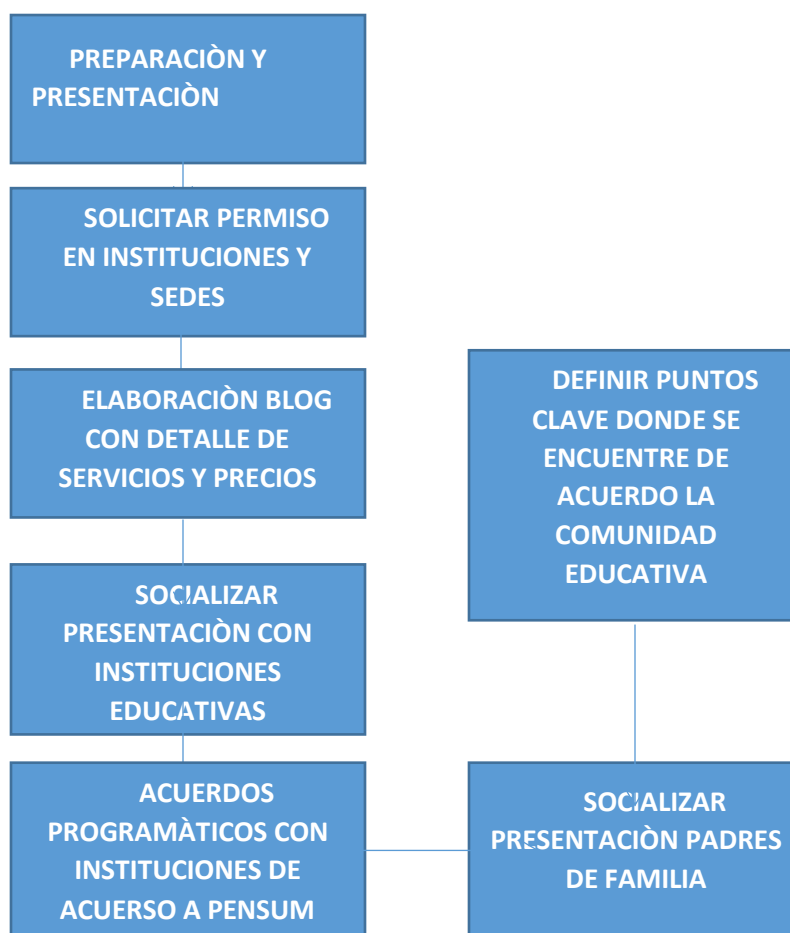 PREPARACIÒN Y
PRESENTACIÒN
SOLICITAR PERMISO
EN INSTITUCIONES Y
SEDES
ELABORACIÒN BLOG
CON DETALLE DE
SERVICIOS Y PRECIOS
SOCIALIZAR
PRESENTACIÒN CON
INSTITUCIONES
EDUCATIVAS
ACUERDOS
PROGRAMÀTICOS CON
INSTITUCIONES DE
ACUERSO A PENSUM
SOCIALIZAR
PRESENTACIÒN PADRES
DE FAMILIA
DEFINIR PUNTOS
CLAVE DONDE SE
ENCUENTRE DE
ACUERDO LA
COMUNIDAD
EDUCATIVA